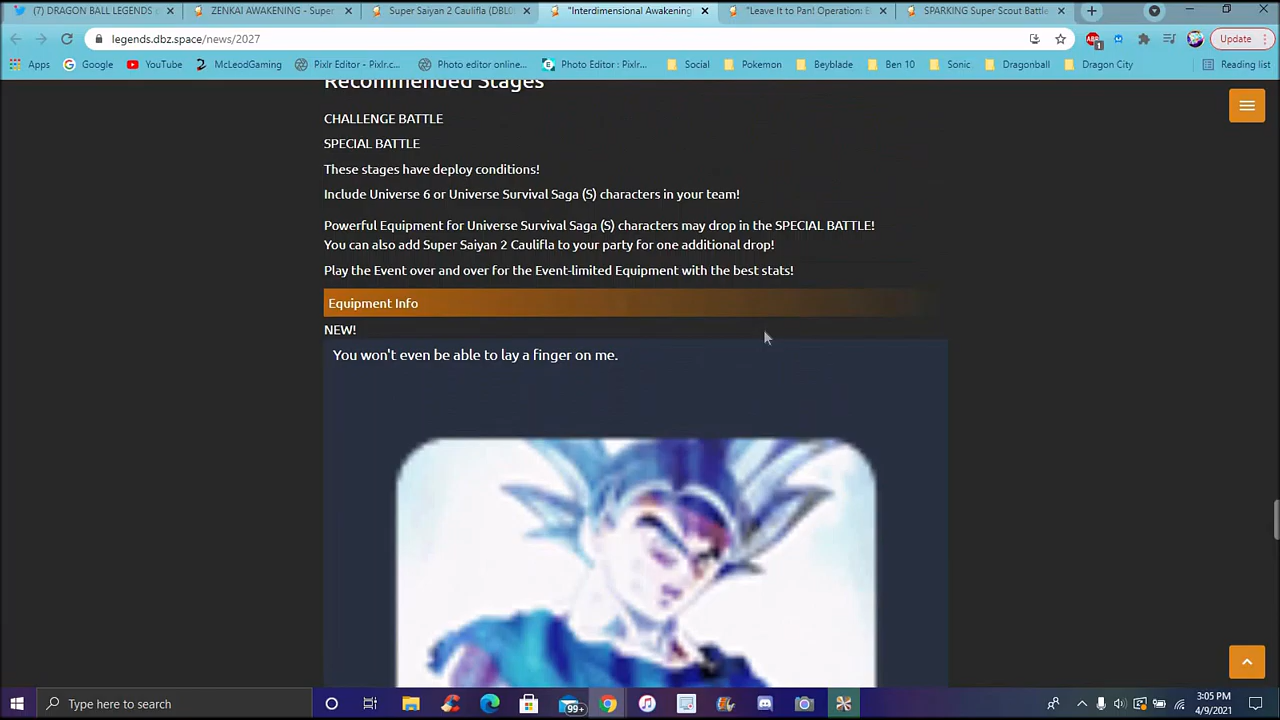 (7) DRAGON BALL LEGENDS (
ZENKAI AWAKENING - Super
Super Saiyan 2 Caulifla (DBL0
"Interdimensional Awakening
"Leave It to Pan! Operation: E
SPARKING Super Scout Battle
legends.dbz.space/news/2027
ABP
1
Update
Apps
Google
YouTube
McLeodGaming
Pixlr Editor - Pixlr.c...
Photo editor online...
Photo Editor : Pixlr...
Social
Pokemon
Beyblade
Ben 10
Sonic
Dragonball
Dragon City
Reading list
Recommended Stages
CHALLENGE BATTLE
SPECIAL BATTLE
These stages have deploy conditions!
Include Universe 6 or Universe Survival Saga (S) characters in your team!
Powerful Equipment for Universe Survival Saga (S) characters may drop in the SPECIAL BATTLE!
You can also add Super Saiyan 2 Caulifla to your party for one additional drop!
Play the Event over and over for the Event-limited Equipment with the best stats!
Equipment Info
NEW!
You won't even be able to lay a finger on me.
Type here to search
99+
3:05 PM
4/9/2021